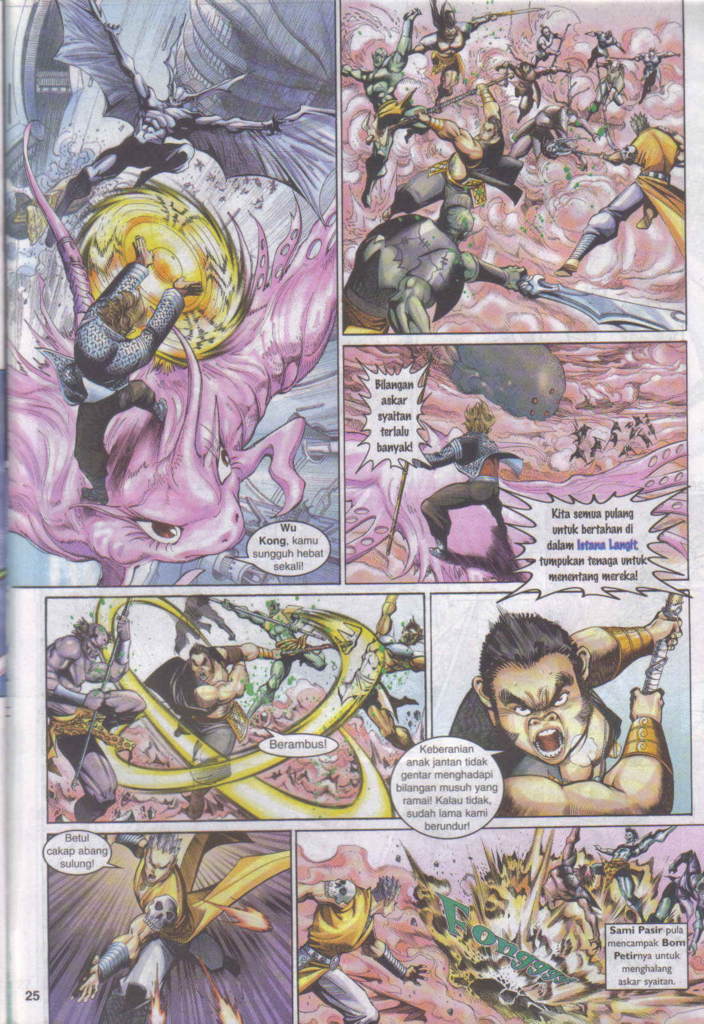 Wu
Kong, kamu
sungguh hebat
sekali!
Bilangan
askar
syaitan
terlalu
banyak!
Kita semua pulang
untuk bertahan di
dalam Istana Langit
tumpukan tenaga untuk
menentang mereka!
Berambus!
Keberanian
anak jantan tidak
gentar menghadapi
bilangan musuh yang
ramai! Kalau tidak,
sudah lama kami
berundur!
Betul
cakap abang
sulung!
Fongggg
Sami Pasir pula
mencampak Bom
Petirnya untuk
menghalang
askar syaitan.
25